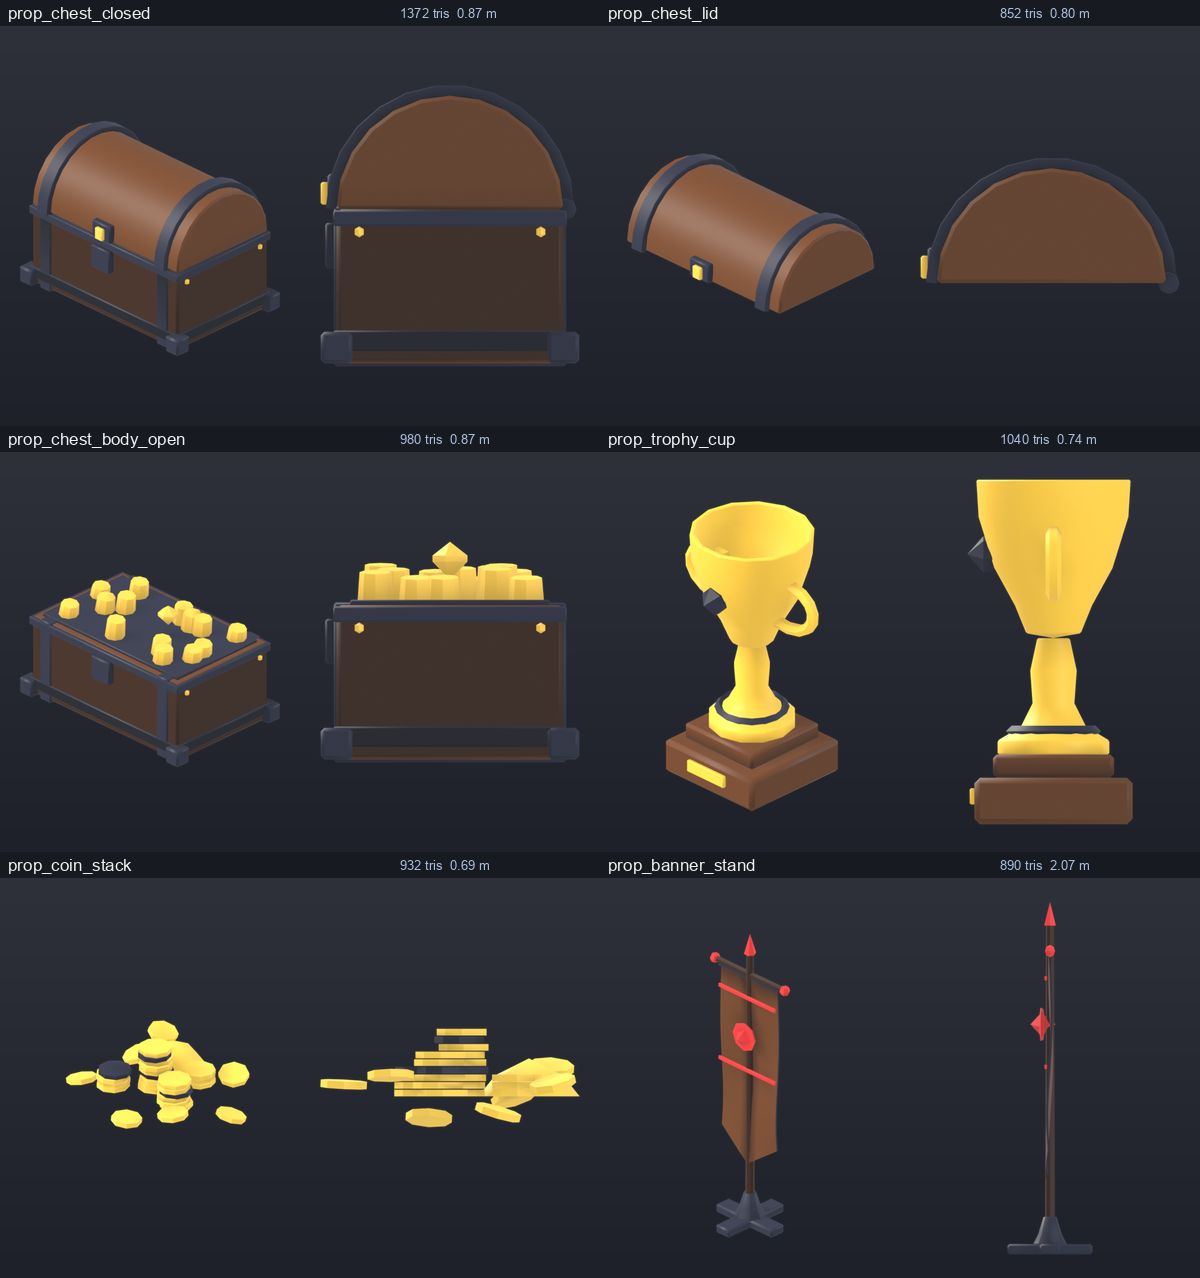 prop_chest_closed 1372 tris 0.87 m prop_chest_lid 852 tris 0.80 m
prop_chest_body_open 980 tris 0.87 m prop_trophy_cup 1040 tris 0.74 m
prop_coin_stack 932 tris 0.69 m prop_banner_stand 890 tris 2.07 m